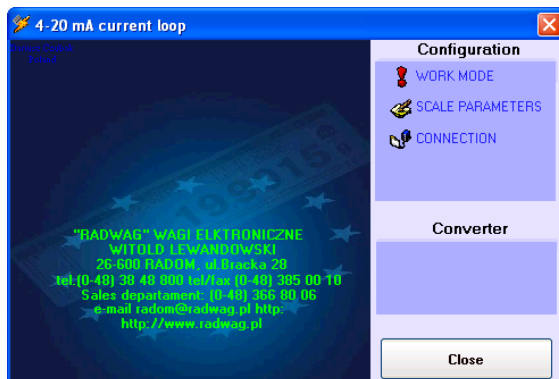 4-20 mA current loop
Configuration
WORK MODE
SCALE PARAMETERS
CONNECTION
"RADWAG" WAGI ELKTRONICZNE
WITOLD LEWANDOWSKI
26-600 RADOM, ul.Bracka 28
tel:(0-48) 38 48 800 tel/fax (0-48) 385 00 10
Sales departament: (0-48) 366 80 06
e-mail radom@radwag.pl http:
http://www.radwag.pl
Converter
Close